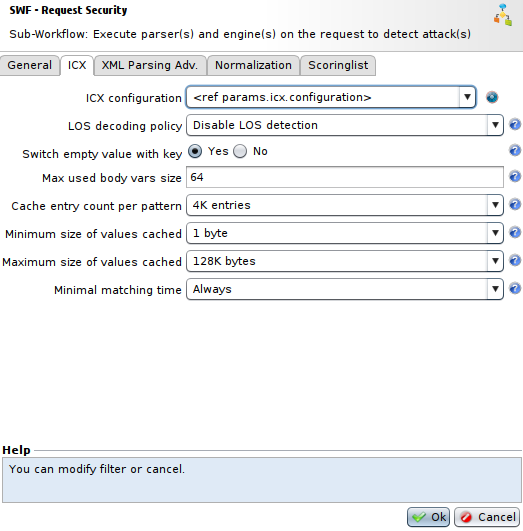 SWF - Request Security
Sub-Workflow: Execute parser(s) and engine(s) on the request to detect attack(s)
General ICX XML Parsing Adv. Normalization Scoringlist
ICX configuration <ref params.icx.configuration>
LOS decoding policy Disable LOS detection
Switch empty value with key Yes No
Max used body vars size 64
Cache entry count per pattern 4K entries
Minimum size of values cached 1 byte
Maximum size of values cached 128K bytes
Minimal matching time Always
Help
You can modify filter or cancel.
Ok Cancel